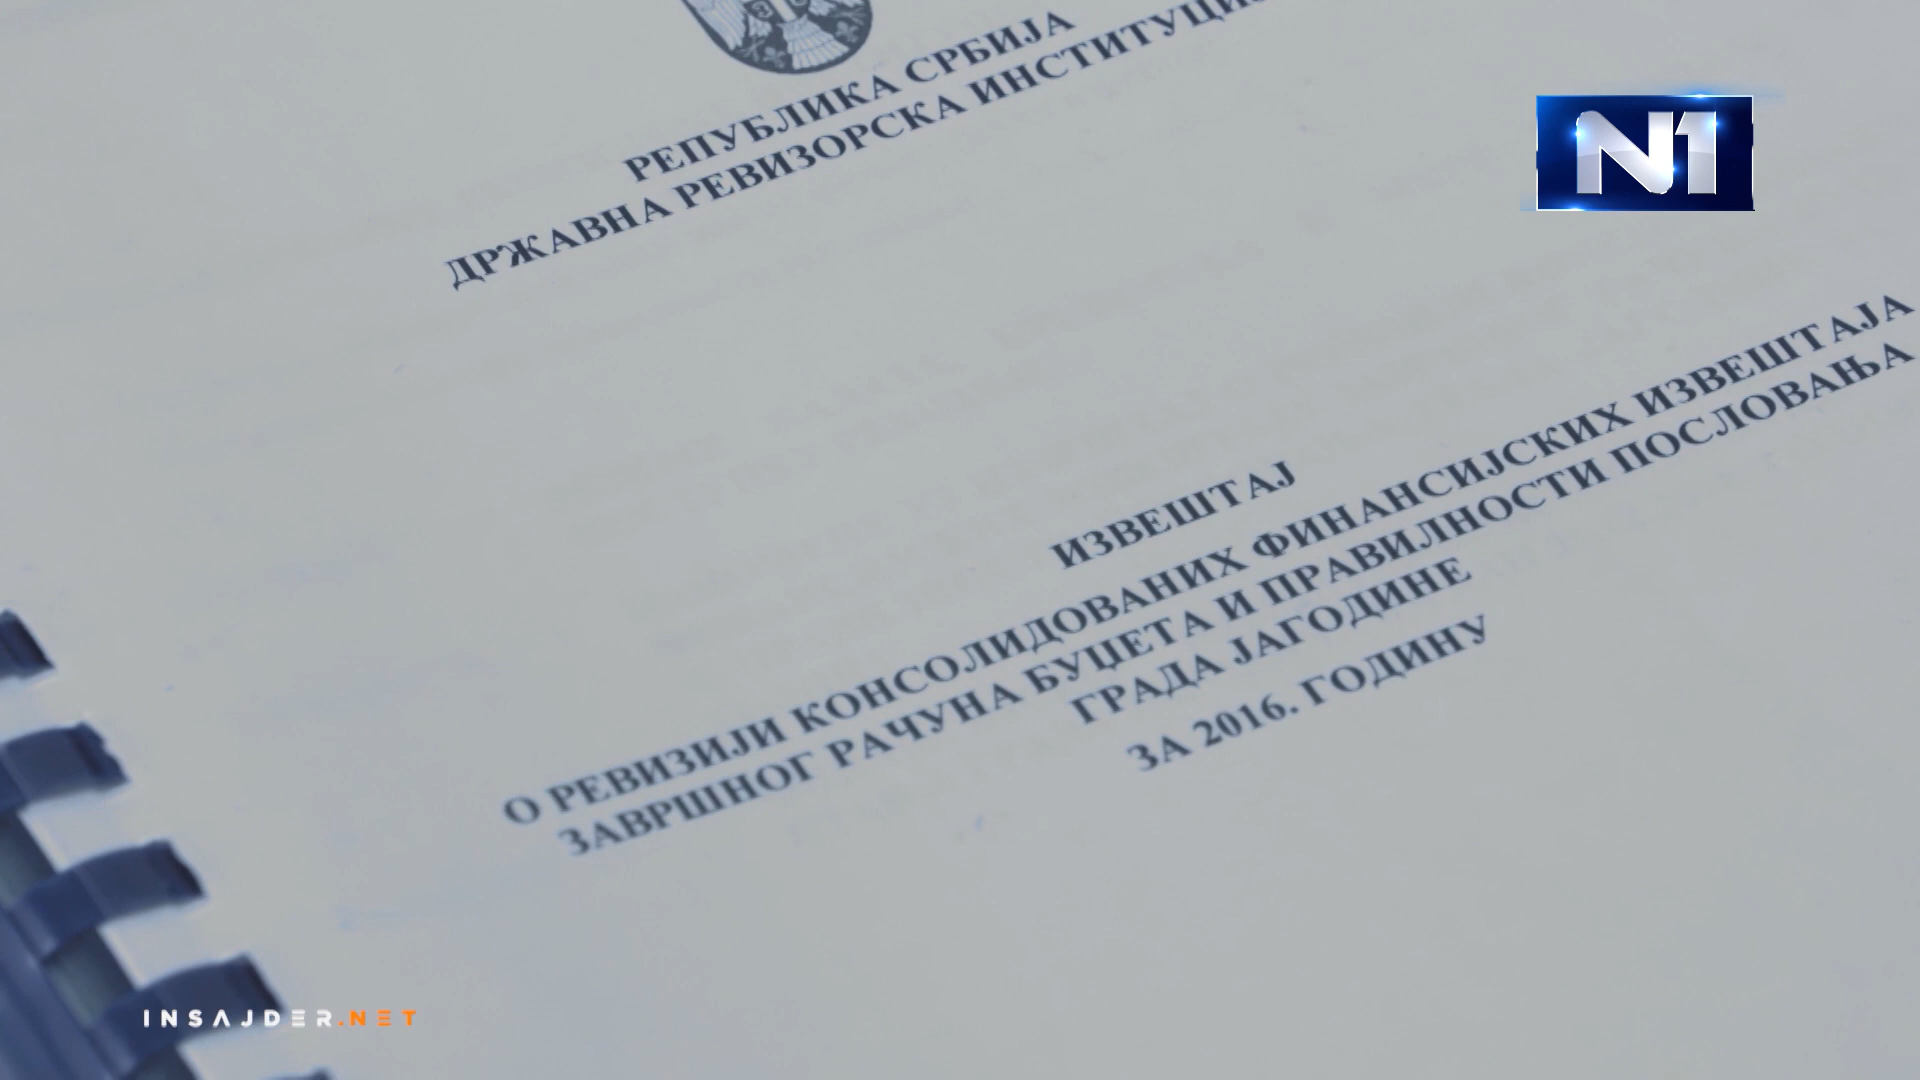 РЕПУБЛИКА СРБИЈА
ДРЖАВНА РЕВИЗОРСКА
N1
ИЗВЕШТАЈ
О РЕВИЗИЈИ КОНСОЛИДОВАНИХ ФИНАНСИЈСКИХ ИЗВЕШТАЈА
ЗАВРШНОГ РАЧУНА БУЏЕТА И ПРАВИЛНОСТИ ПОСЛОВАЊА
ГРАДА ЈАГОДИНЕ
ЗА 2016. ГОДИНУ
INSAJDER.NET